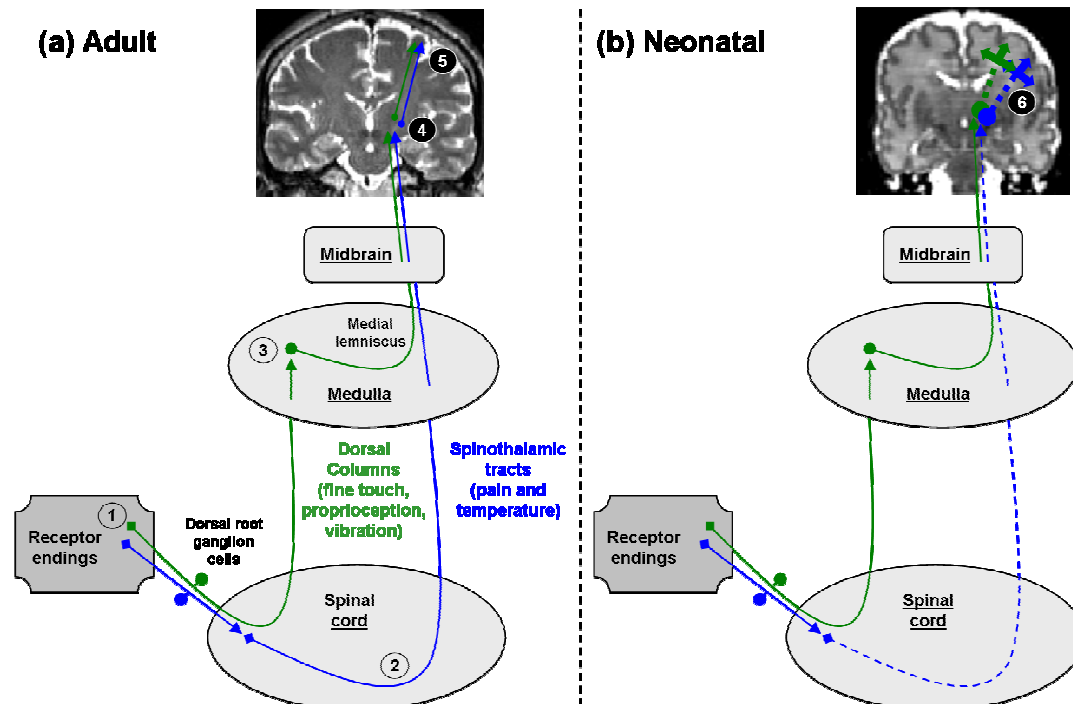 (a) Adult
5
4
Midbrain
Medial
lemniscus
3
Medulla
Dorsal
Columns
(fine touch,
proprioception,
vibration)
Spinothalamic
tracts
(pain and
temperature)
1
Receptor
endings
Dorsal root
ganglion
cells
Spinal
cord
2
(b) Neonatal
6
Midbrain
Medulla
Receptor
endings
Spinal
cord